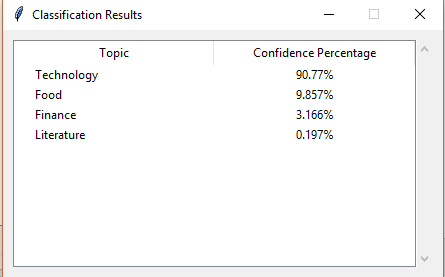 Classification Results
Topic Confidence Percentage
Technology 90.77%
Food 9.857%
Finance 3.166%
Literature 0.197%